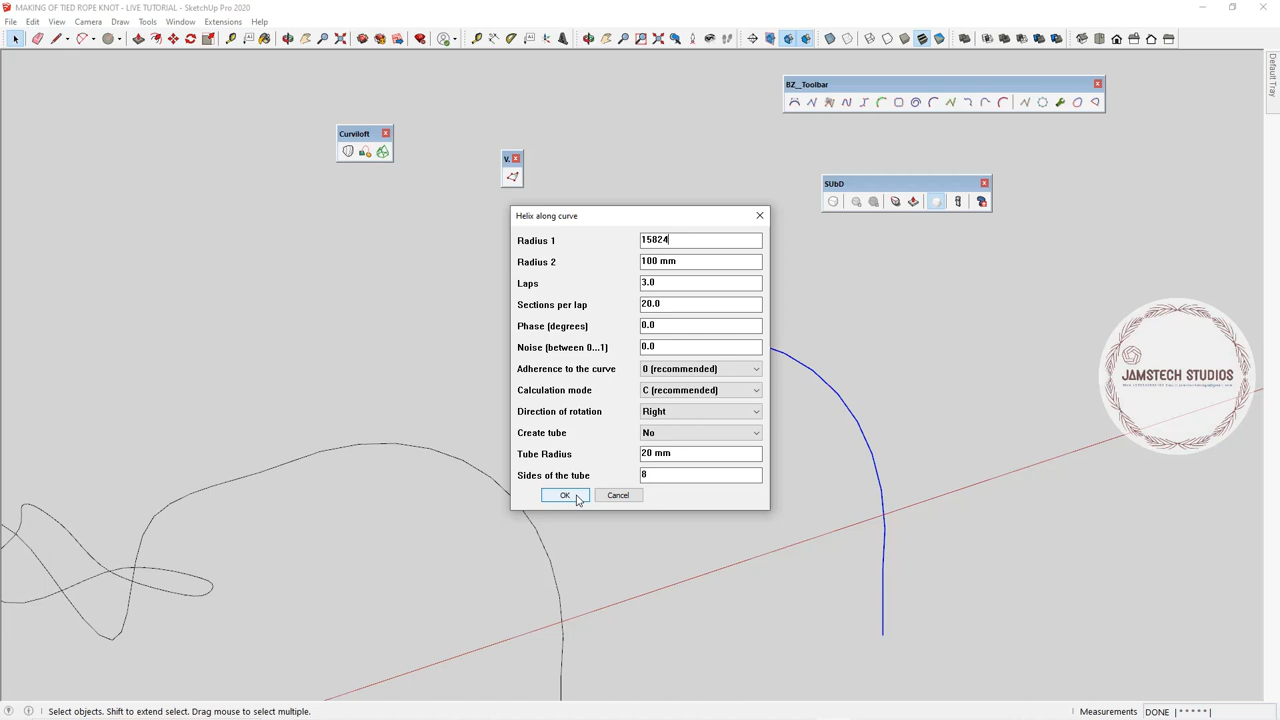 MAKING OF TIED ROPE KNOT - LIVE TUTORIAL - SketchUp Pro 2020
File Edit View Camera Draw Tools Window Extensions Help
Default Tray
BZ__Toolbar
Curviloft
V.
SUbD
Helix along curve
Radius 1 15824
Radius 2 100 mm
Laps 3.0
Sections per lap 20.0
Phase (degrees) 0.0
Noise (between 0...1) 0.0
Adherence to the curve 0 (recommended)
Calculation mode C (recommended)
Direction of rotation Right
Create tube No
Tube Radius 20 mm
Sides of the tube 8
OK Cancel
JAMSTECH STUDIOS
Select objects. Shift to extend select. Drag mouse to select multiple.
Measurements DONE |*****|